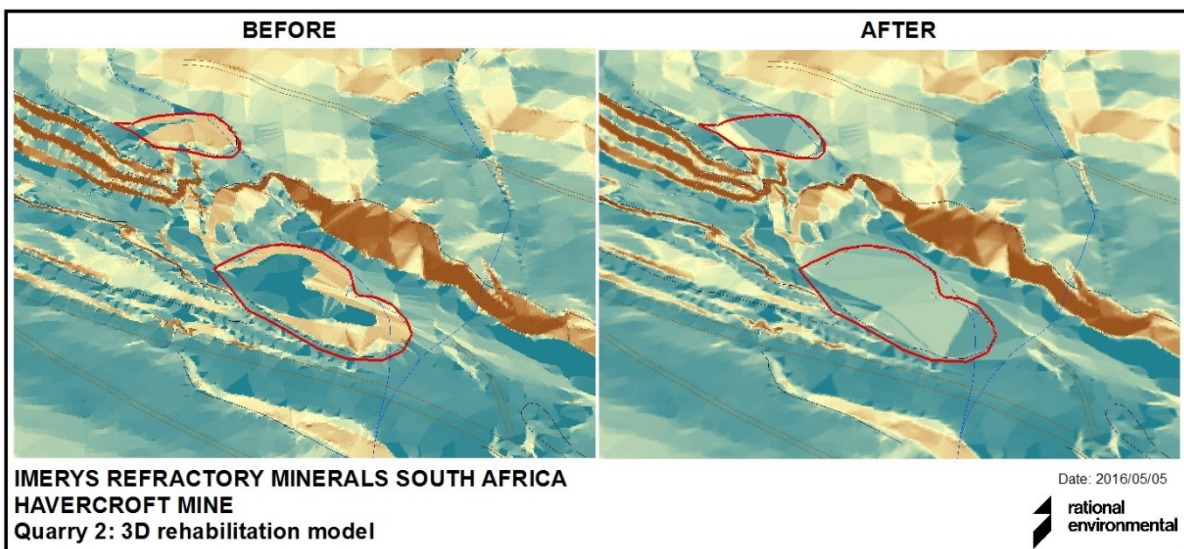 BEFORE
AFTER
IMERYS REFRACTORY MINERALS SOUTH AFRICA
HAVERCROFT MINE
Quarry 2: 3D rehabilitation model
Date: 2016/05/05
rational
environmental